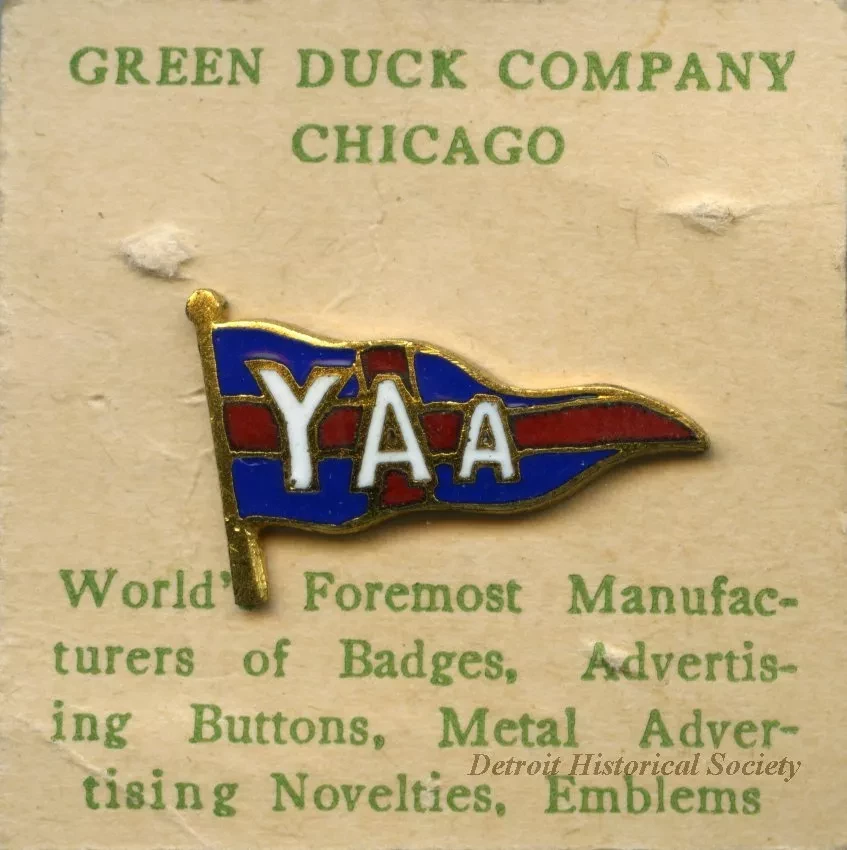 GREEN DUCK COMPANY
CHICAGO
YAA
World' Foremost Manufac-
turers of Badges, Advertis-
ing Buttons, Metal Adver-
tising Novelties, Emblems
Detroit Historical Society